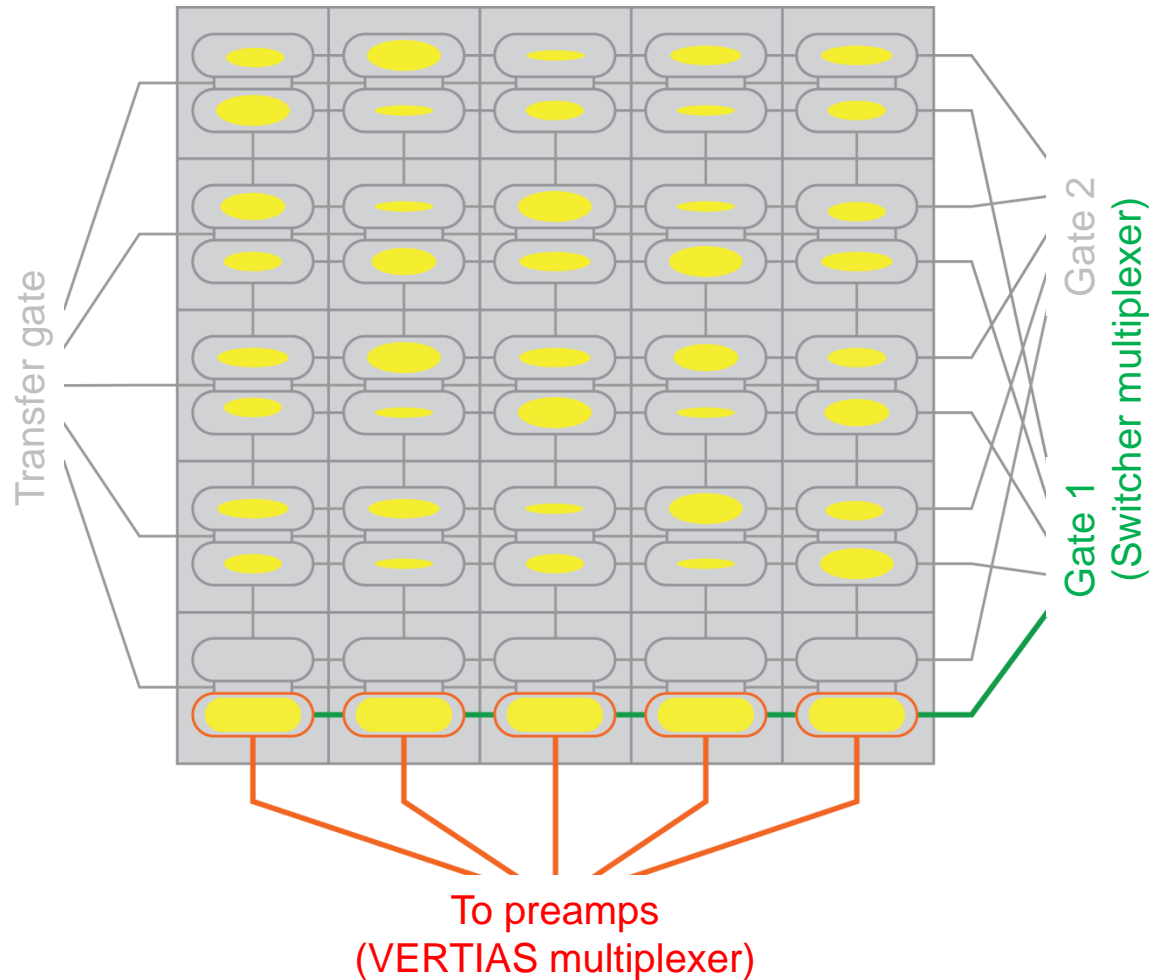 Transfer gate
Gate 2
Gate 1
(Switcher multiplexer)
To preamps
(VERTIAS multiplexer)